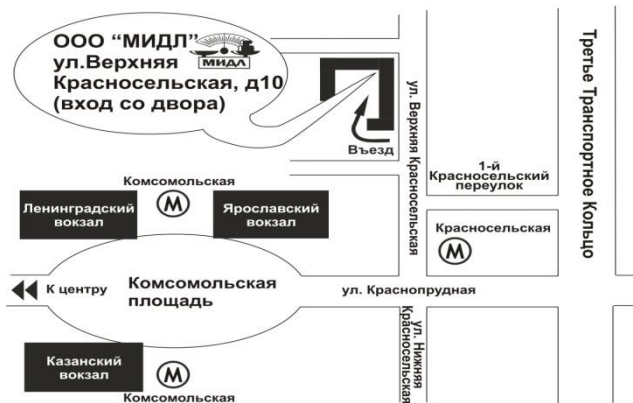 ООО “МИДЛ”
МИДЛ
ул.Верхняя
Красносельская, д10
(вход со двора)
Въезд
ул. Верхняя Красносельская
Третье Транспортное Кольцо
1-й
Красносельский
переулок
Комсомольская
М
Ленинградский
вокзал
Ярославский
вокзал
Красносельская
М
К центру
Комсомольская
площадь
ул. Краснопрудная
ул. Нижняя
Красносельская
Казанский
вокзал
М
Комсомольская